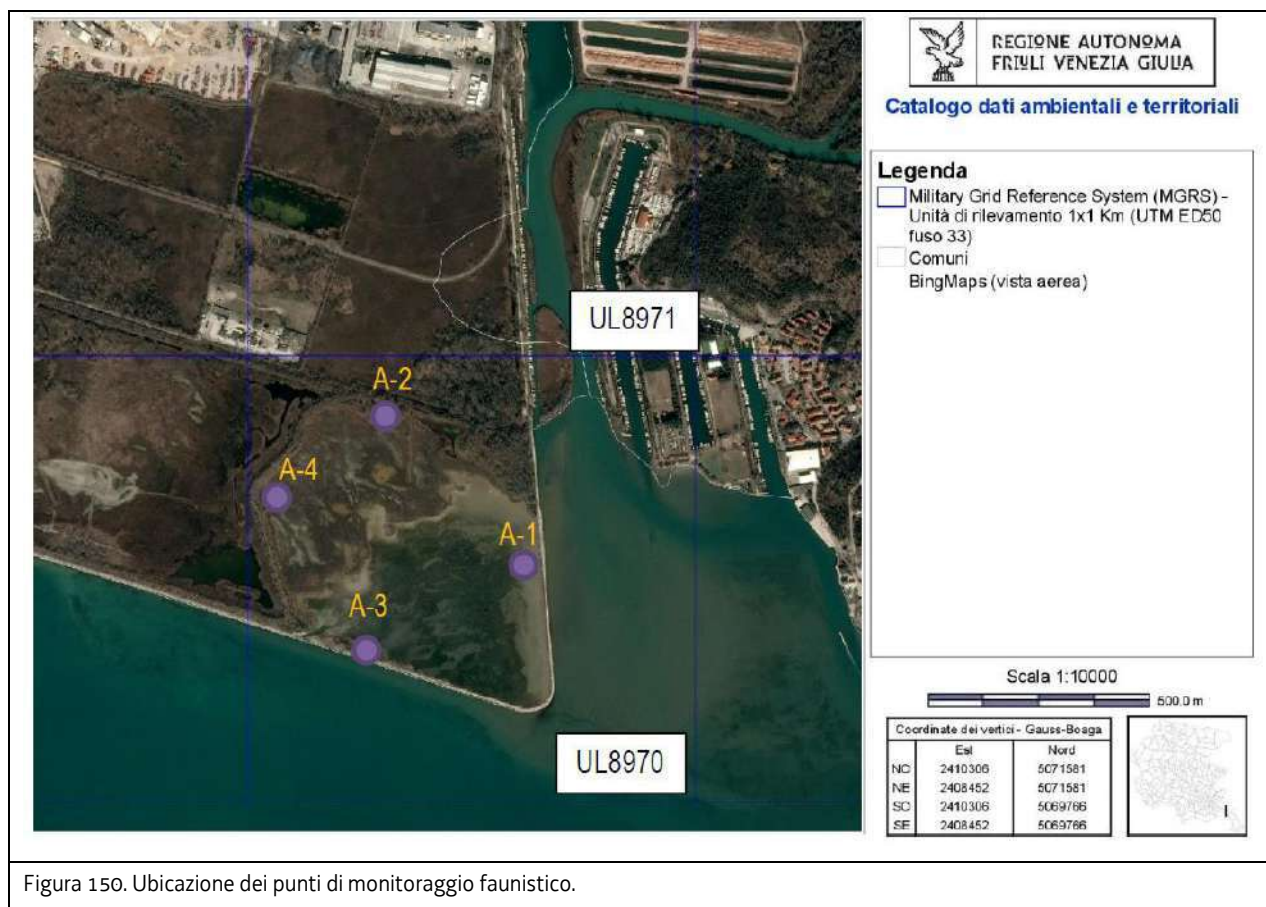 REGIONE AUTONOMA
FRIULI VENEZIA GIULIA
Catalogo dati ambientali e territoriali
Legenda
Military Grid Reference System (MGRS) -
Unità di rilevamento 1x1 Km (UTM ED50
fuso 33)
Comuni
BingMaps (vista aerea)
UL8971
A-2
A-4
A-1
A-3
UL8970
Scala 1:10000
500.0 m
Coordinate dei vertici - Gauss-Boaga
Est Nord
NO 2410306 5071581
NE 2408452 5071581
SO 2410306 5069766
SE 2408452 5069766
Figura 150. Ubicazione dei punti di monitoraggio faunistico.